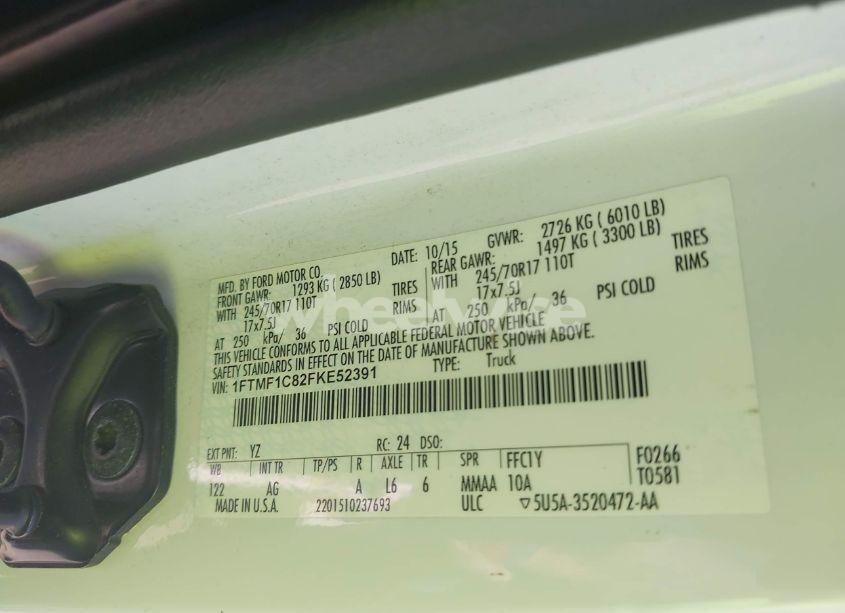 MFD. BY FORD MOTOR CO.
DATE: 10/15
GVWR: 2726 KG ( 6010 LB)
FRONT GAWR: 1293 KG ( 2850 LB)
REAR GAWR: 1497 KG ( 3300 LB)
WITH 245/70R17 110T TIRES
WITH 245/70R17 110T TIRES
17x7.5J RIMS
17x7.5J RIMS
AT 250 kPa/ 36 PSI COLD
AT 250 kPa/ 36 PSI COLD
THIS VEHICLE CONFORMS TO ALL APPLICABLE FEDERAL MOTOR VEHICLE
SAFETY STANDARDS IN EFFECT ON THE DATE OF MANUFACTURE SHOWN ABOVE.
VIN: 1FTMF1C82FKE52391
TYPE: Truck
EXT PNT: YZ RC: 24 DSO:
WB INT TR TP/PS R AXLE TR SPR FFC1Y F0266
122 AG A L6 6 MMAA 10A T0581
MADE IN U.S.A. 2201510237693 ULC ▽5U5A-3520472-AA
wheelwise